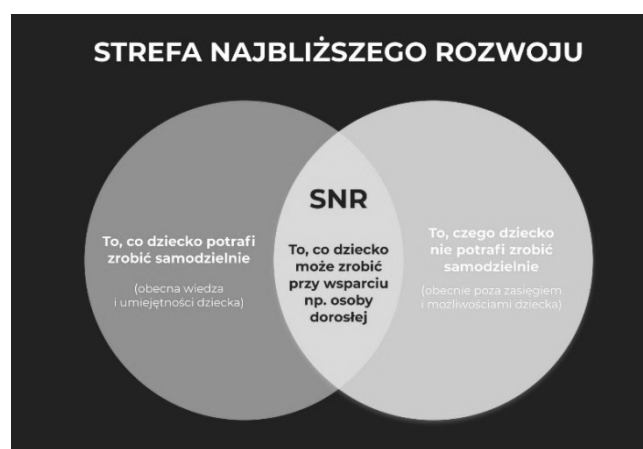 STREFA NAJBLIŻSZEGO ROZWOJU
To, co dziecko potrafi
zrobić samodzielnie
(obecna wiedza
i umiejętności dziecka)
SNR
To, co dziecko
może zrobić
przy wsparciu
np. osoby
dorosłej
To, czego dziecko
nie potrafi zrobić
samodzielnie
(obecnie poza zasięgiem
i możliwościami dziecka)